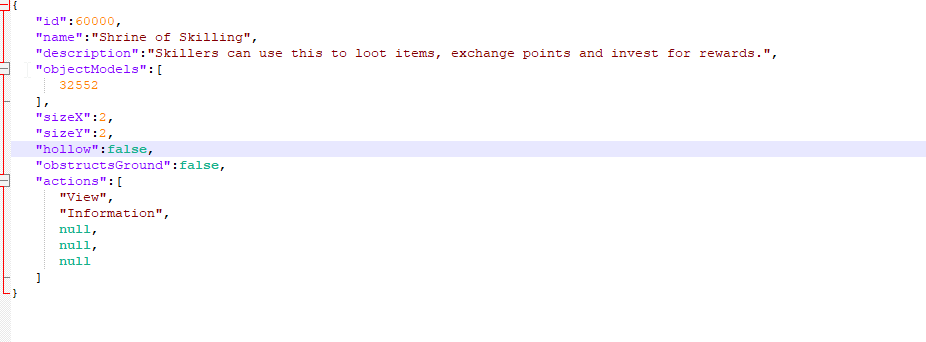 {
"id":60000,
"name":"Shrine of Skilling",
"description":"Skillers can use this to loot items, exchange points and invest for rewards.",
"objectModels":[
32552
],
"sizeX":2,
"sizeY":2,
"hollow":false,
"obstructsGround":false,
"actions":[
"View",
"Information",
null,
null,
null
]
}